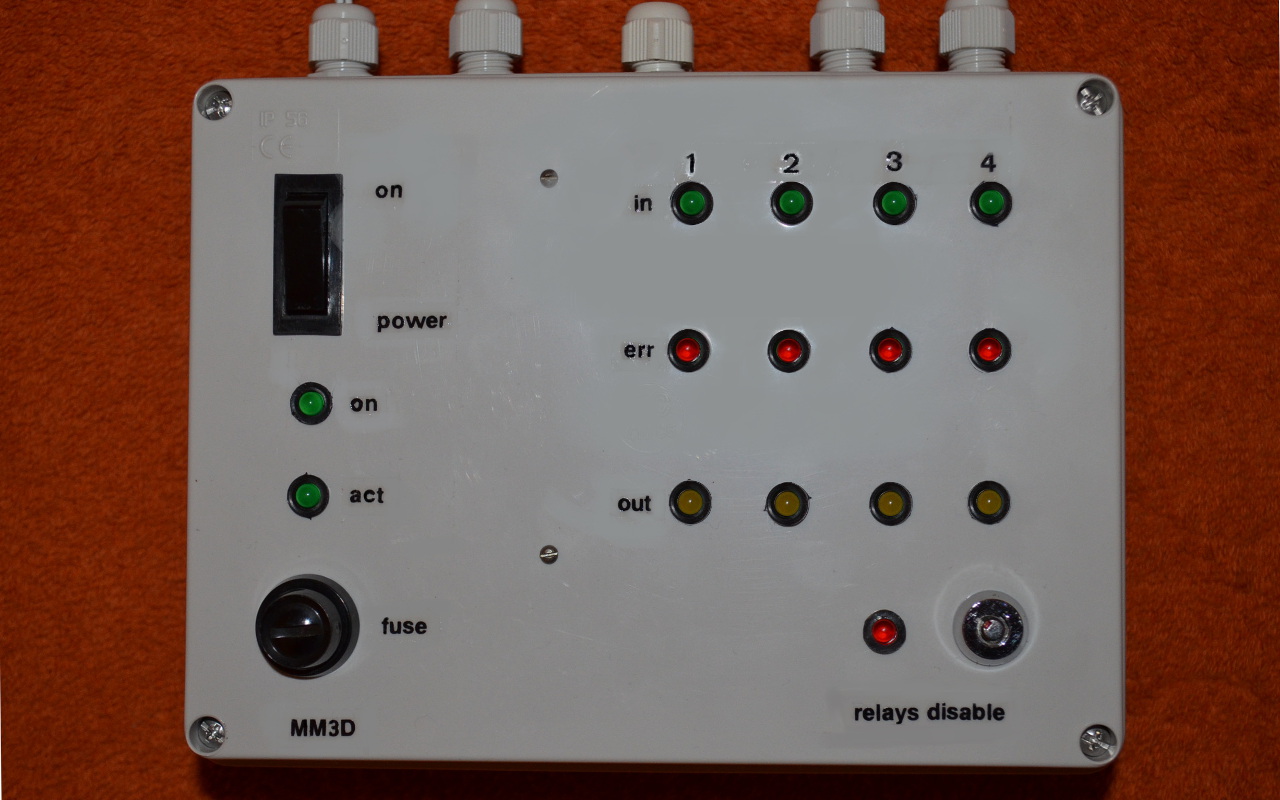 IP 56
CE
on
power
on
act
fuse
MM3D
1 2 3 4
in
err
out
relays disable